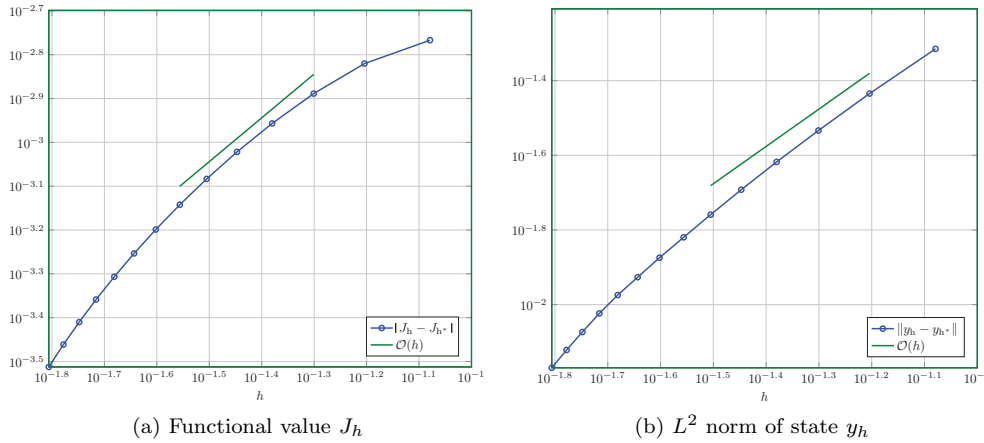 10^−2.7
10^−2.8
10^−2.9
10^−3
10^−3.1
10^−3.2
10^−3.3
10^−3.4
10^−3.5
|J_h − J_h*|
O(h)
10^−1.8 10^−1.7 10^−1.6 10^−1.5 10^−1.4 10^−1.3 10^−1.2 10^−1.1 10^−1
h
(a) Functional value J_h
10^−1.4
10^−1.6
10^−1.8
10^−2
‖y_h − y_h*‖
O(h)
10^−1.8 10^−1.7 10^−1.6 10^−1.5 10^−1.4 10^−1.3 10^−1.2 10^−1.1 10^−
h
(b) L^2 norm of state y_h